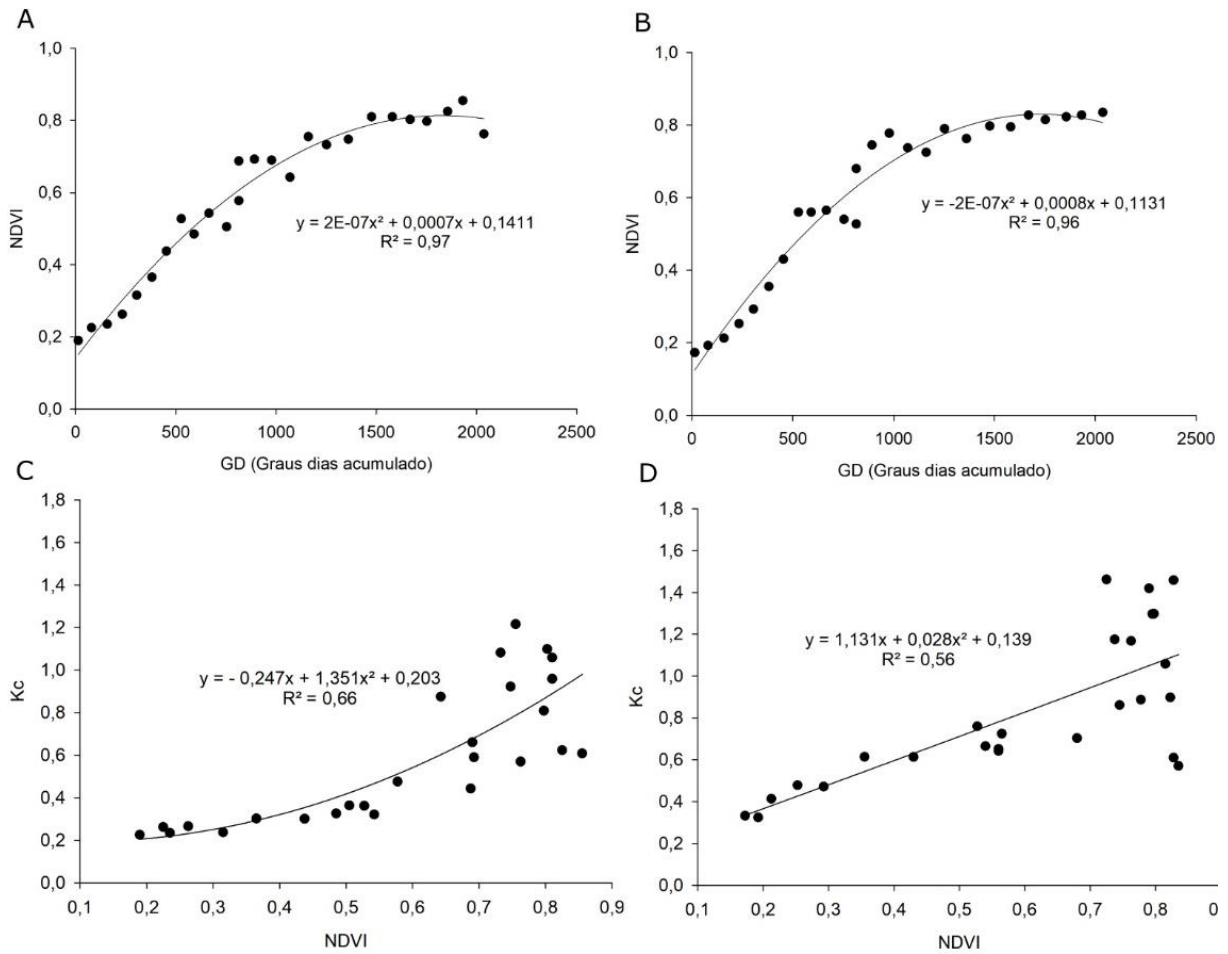 A
1,0
0,8
0,6
0,4
0,2
0,0
NDVI
y = 2E-07x² + 0,0007x + 0,1411
R² = 0,97
0 500 1000 1500 2000 2500
GD (Graus dias acumulado)
B
1,0
0,8
0,6
0,4
0,2
0,0
NDVI
y = -2E-07x² + 0,0008x + 0,1131
R² = 0,96
0 500 1000 1500 2000 2500
GD (Graus dias acumulado)
C
1,8
1,6
1,4
1,2
1,0
0,8
0,6
0,4
0,2
0,0
Kc
y = - 0,247x + 1,351x² + 0,203
R² = 0,66
0,1 0,2 0,3 0,4 0,5 0,6 0,7 0,8 0,9
NDVI
D
1,8
1,6
1,4
1,2
1,0
0,8
0,6
0,4
0,2
0,0
Kc
y = 1,131x + 0,028x² + 0,139
R² = 0,56
0,1 0,2 0,3 0,4 0,5 0,6 0,7 0,8 0
NDVI